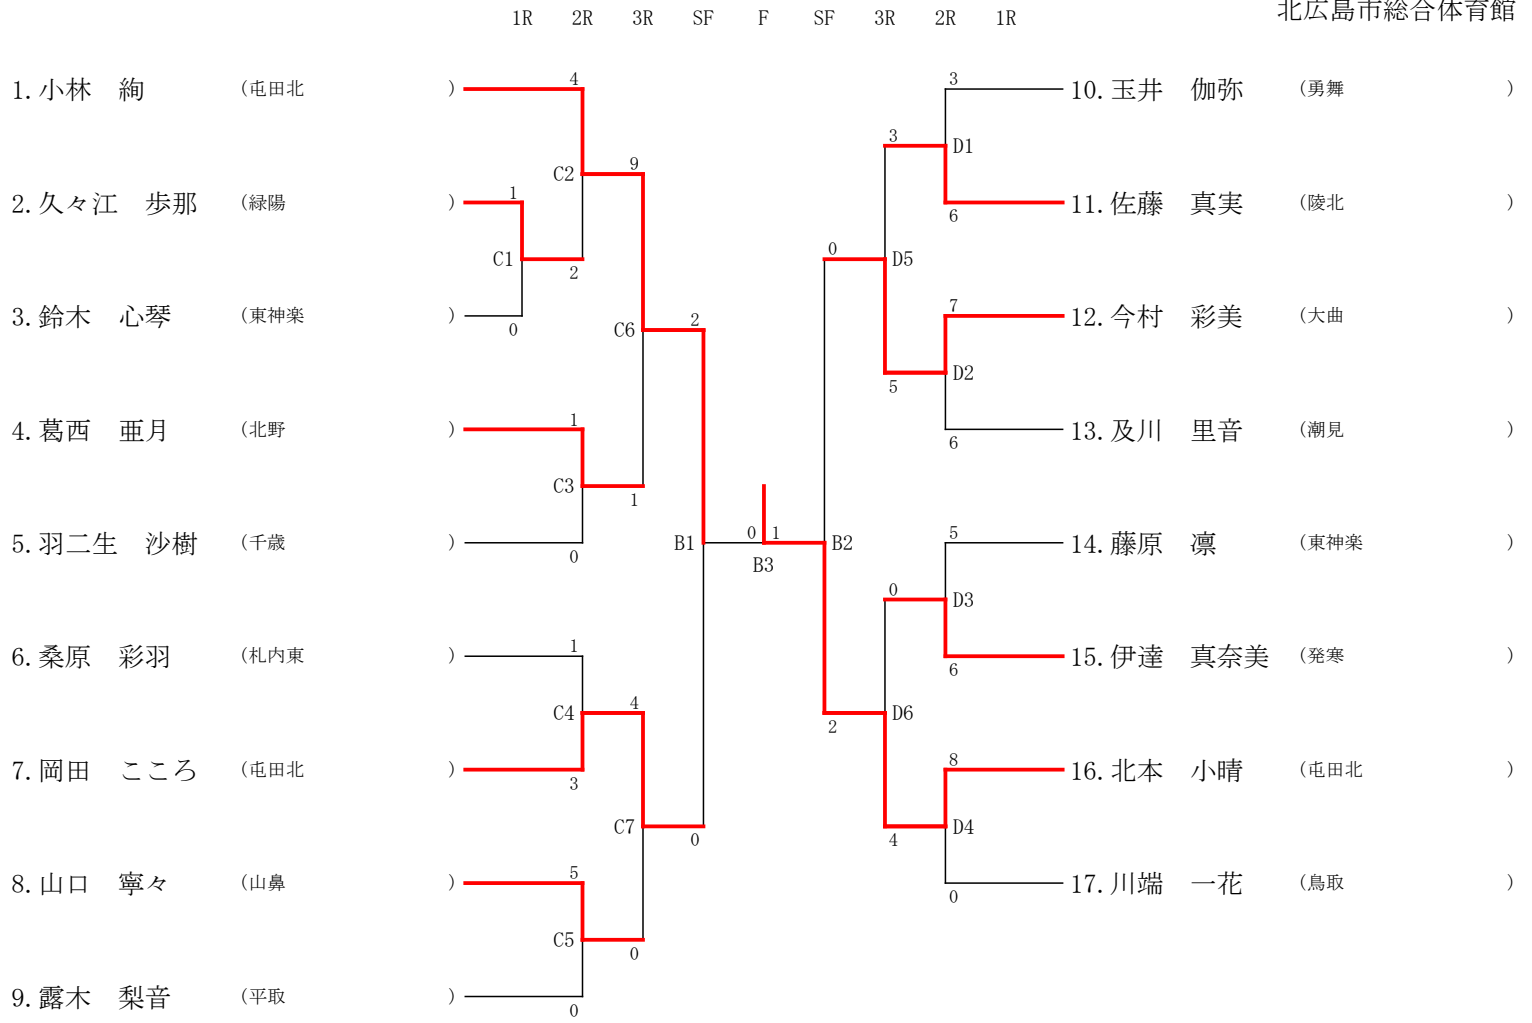 北広島市総合体育館
1R 2R 3R SF F SF 3R 2R 1R
4 3
1. 小林 絢 (屯田北 ) 10. 玉井 伽弥 (勇舞 )
3 D1
9
C2
1
2. 久々江 歩那 (緑陽 ) 11. 佐藤 真実 (陵北 )
6
0
C1 D5
2
7
3. 鈴木 心琴 (東神楽 ) 12. 今村 彩美 (大曲 )
0 C6 2
D2
5
1
4. 葛西 亜月 (北野 ) 13. 及川 里音 (潮見 )
6
C3
1
5
5. 羽二生 沙樹 (千歳 ) B1 0 1 B2 14. 藤原 凛 (東神楽 )
0 B3
0 D3
1
6. 桑原 彩羽 (札内東 ) 15. 伊達 真奈美 (発寒 )
6
4
C4 D6
2
8
7. 岡田 こころ (屯田北 ) 16. 北本 小晴 (屯田北 )
3
C7 D4
0 4
5
8. 山口 寧々 (山鼻 ) 17. 川端 一花 (鳥取 )
0
C5
0
9. 露木 梨音 (平取 )
0